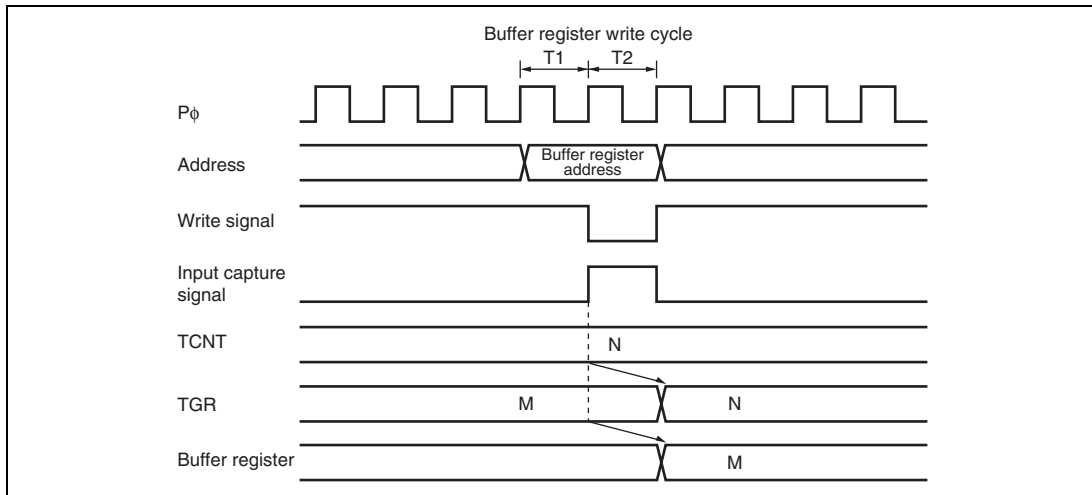 Buffer register write cycle
T1 T2
Pϕ
Address
Buffer register
address
Write signal
Input capture
signal
TCNT
N
TGR
M N
Buffer register
M